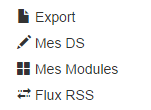 Export
Mes DS
Mes Modules
Flux RSS